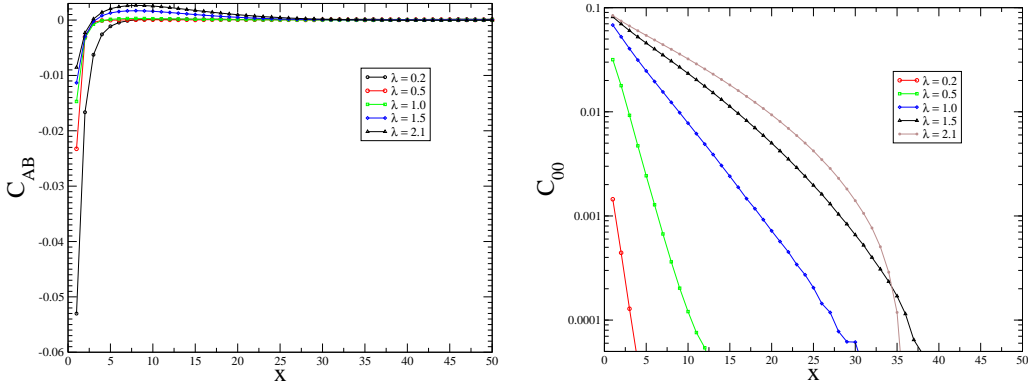 0
-0.01
-0.02
-0.03
-0.04
-0.05
-0.06
C_AB
λ = 0.2
λ = 0.5
λ = 1.0
λ = 1.5
λ = 2.1
0 5 10 15 20 25 30 35 40 45 50
X
0.1
0.01
0.001
0.0001
C_00
λ = 0.2
λ = 0.5
λ = 1.0
λ = 1.5
λ = 2.1
0 5 10 15 20 25 30 35 40 45 50
X